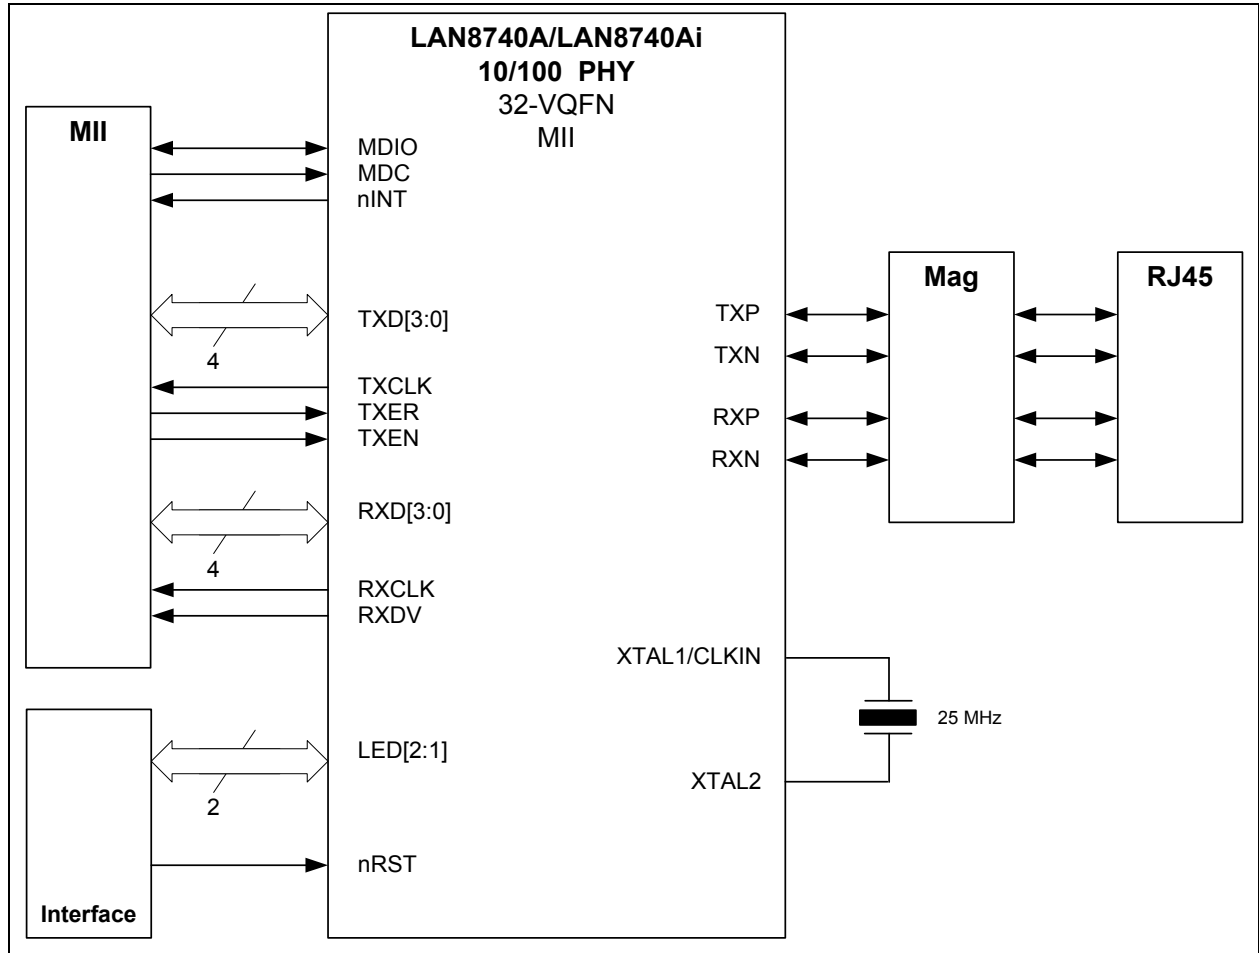 LAN8740A/LAN8740Ai
10/100 PHY
32-VQFN
MII
MII
MDIO
MDC
nINT
TXD[3:0]
4
TXCLK
TXER
TXEN
RXD[3:0]
4
RXCLK
RXDV
TXP
TXN
RXP
RXN
Mag
RJ45
XTAL1/CLKIN
25 MHz
XTAL2
LED[2:1]
2
nRST
Interface